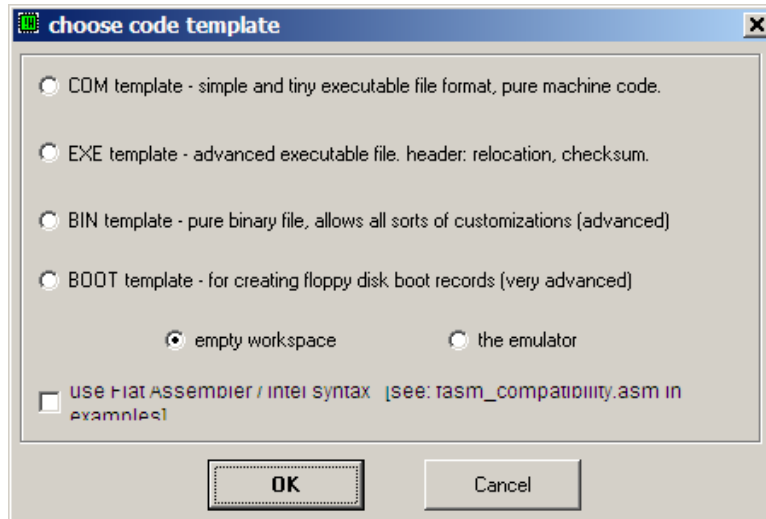 choose code template
COM template - simple and tiny executable file format, pure machine code.
EXE template - advanced executable file. header: relocation, checksum.
BIN template - pure binary file, allows all sorts of customizations (advanced)
BOOT template - for creating floppy disk boot records (very advanced)
empty workspace the emulator
use Flat Assembler / Intel syntax [see: fasm_compatibility.asm in
examples]
OK Cancel